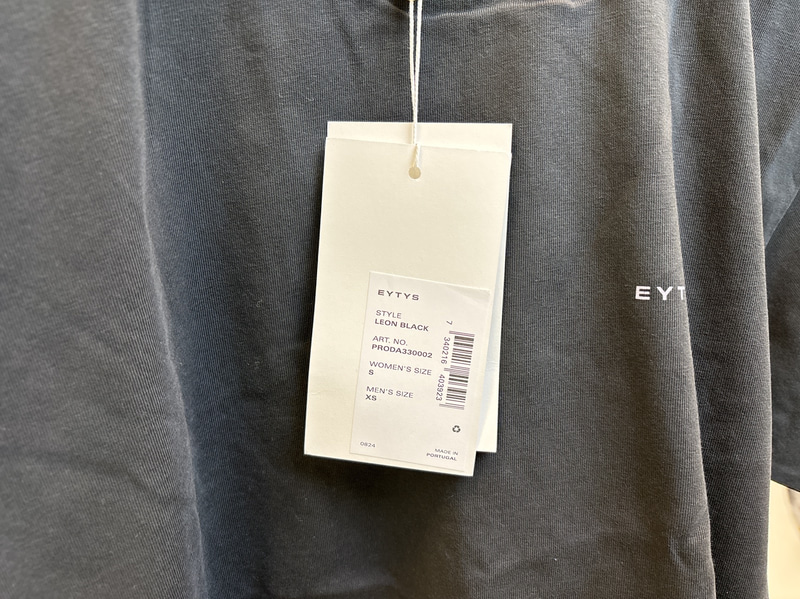 EYTYS
STYLE
LEON BLACK
ART. NO.
PRODA330002
WOMEN'S SIZE
S
MEN'S SIZE
XS
7 340216 403923
0824
MADE IN
PORTUGAL
EYT